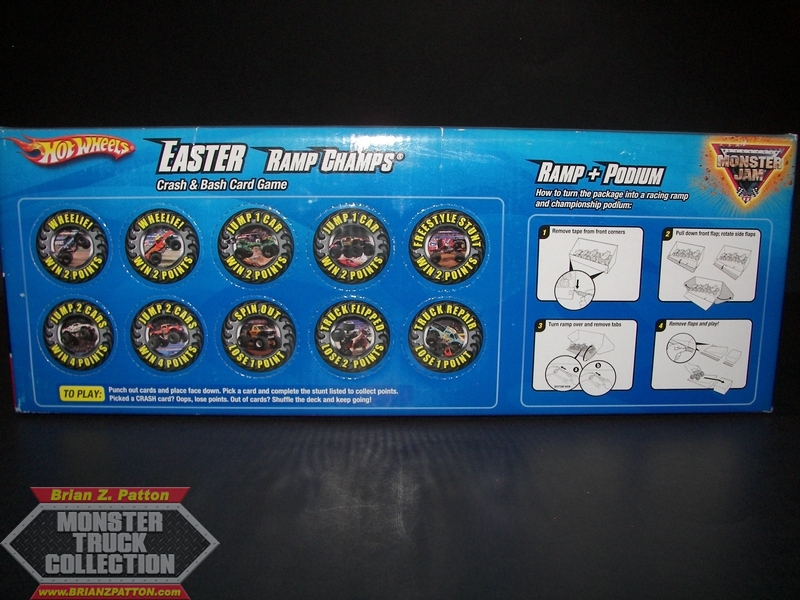 HOT WHEELS
EASTER RAMP CHAMPS®
Crash & Bash Card Game
WHEELIE!
WIN 2 POINTS
WHEELIE!
WIN 2 POINTS
JUMP 1 CAR
WIN 2 POINTS
JUMP 1 CAR
WIN 2 POINTS
FREESTYLE STUNT
WIN 2 POINTS
JUMP 2 CARS
WIN 4 POINTS
JUMP 2 CARS
WIN 4 POINTS
SPIN OUT
LOSE 1 POINT
TRUCK FLIPPED
LOSE 2 POINTS
TRUCK REPAIR
LOSE 1 POINT
TO PLAY:
Punch out cards and place face down. Pick a card and complete the stunt listed to collect points.
Picked a CRASH card? Oops, lose points. Out of cards? Shuffle the deck and keep going!
RAMP + PODIUM
How to turn the package into a racing ramp
and championship podium:
MONSTER
JAM
1 Remove tape from front corners
2 Pull down front flap; rotate side flaps
3 Turn ramp over and remove tabs
4 Remove flaps and play!
Brian Z. Patton
MONSTER
TRUCK
COLLECTION
www.BRIANZPATTON.com